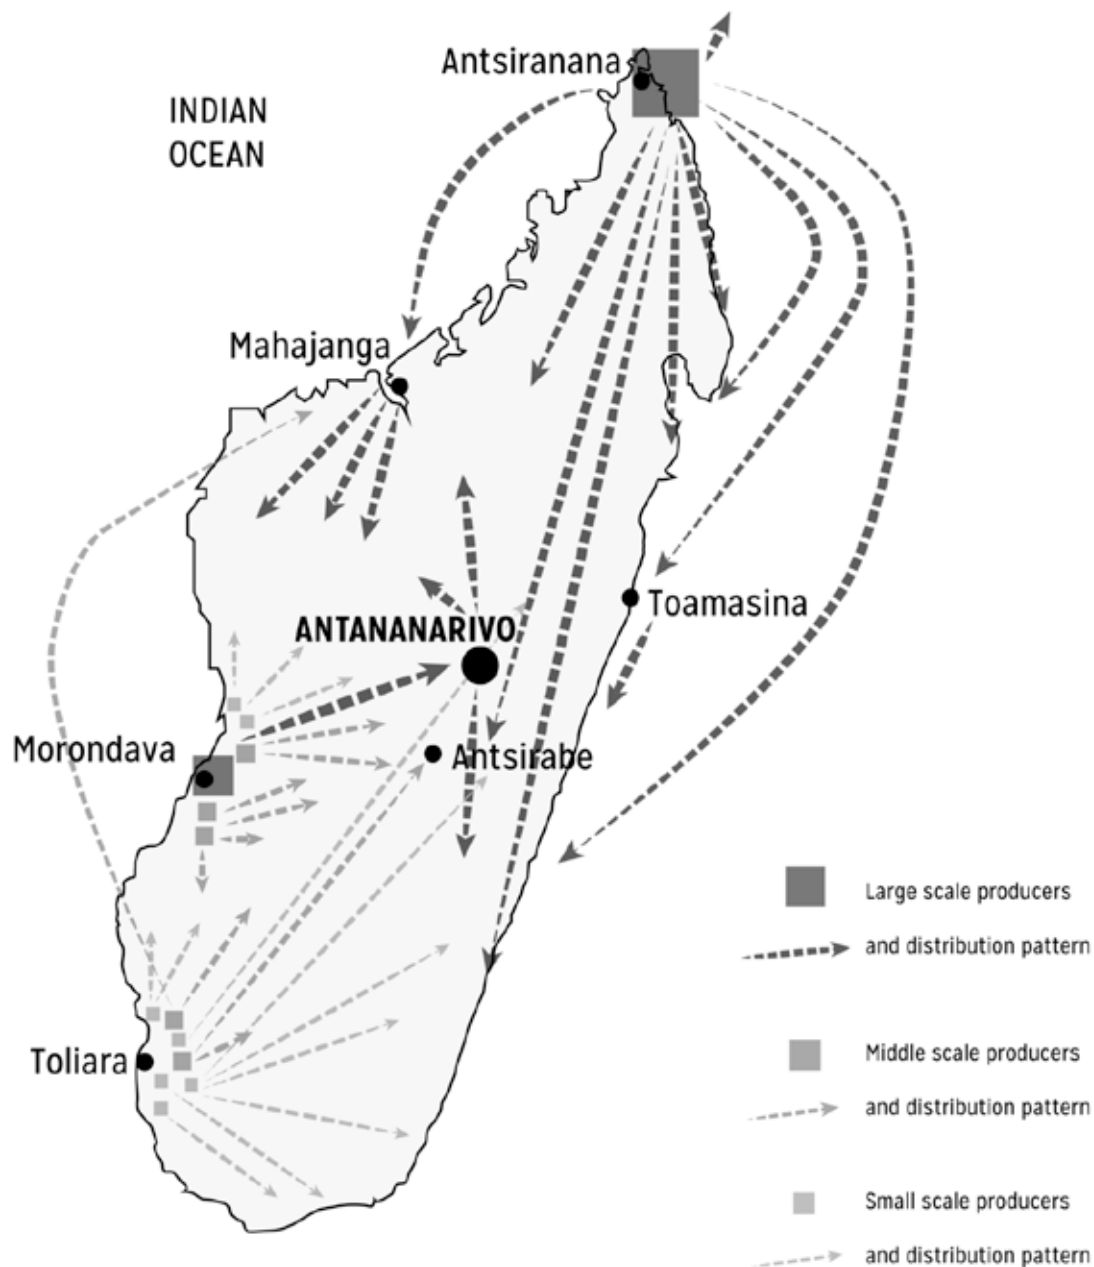 Antsiranana
INDIAN
OCEAN
Mahajanga
Toamasina
ANTANANARIVO
Morondava
Antsirabe
Large scale producers
and distribution pattern
Toliara
Middle scale producers
and distribution pattern
Small scale producers
and distribution pattern